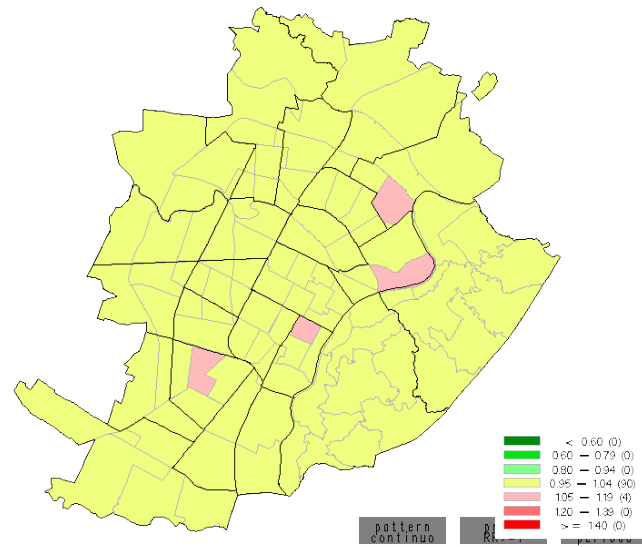 < 0.60 (0)
0.60 – 0.79 (0)
0.80 – 0.94 (0)
0.95 – 1.04 (90)
1.05 – 1.19 (4)
1.20 – 1.39 (0)
>= 1.40 (0)
pattern
continuo